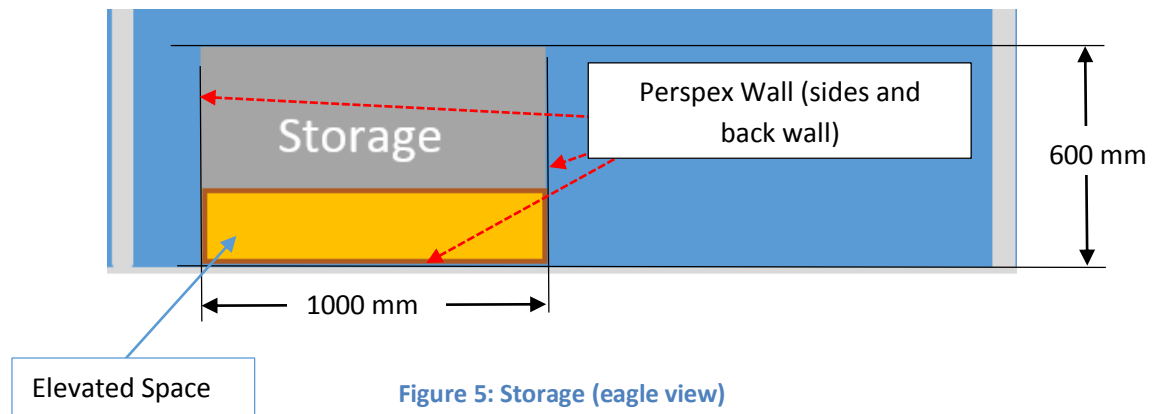 Perspex Wall (sides and
back wall)
Storage
600 mm
1000 mm
Elevated Space
Figure 5: Storage (eagle view)